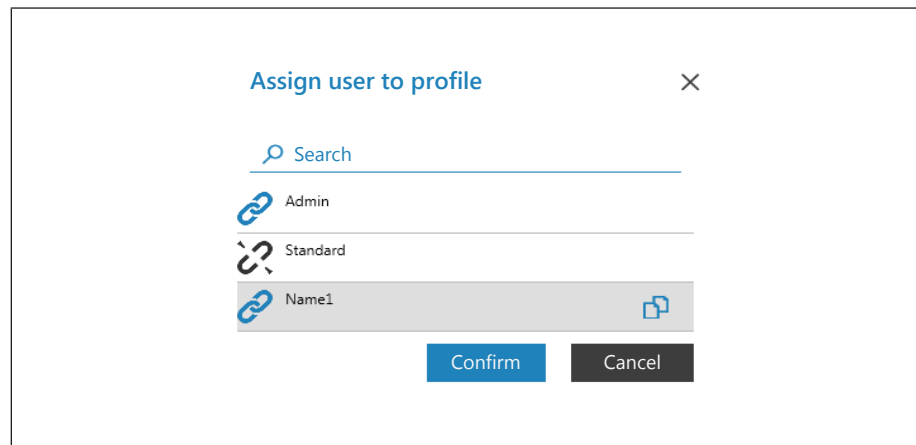 Assign user to profile
Search
Admin
Standard
Name1
Confirm Cancel